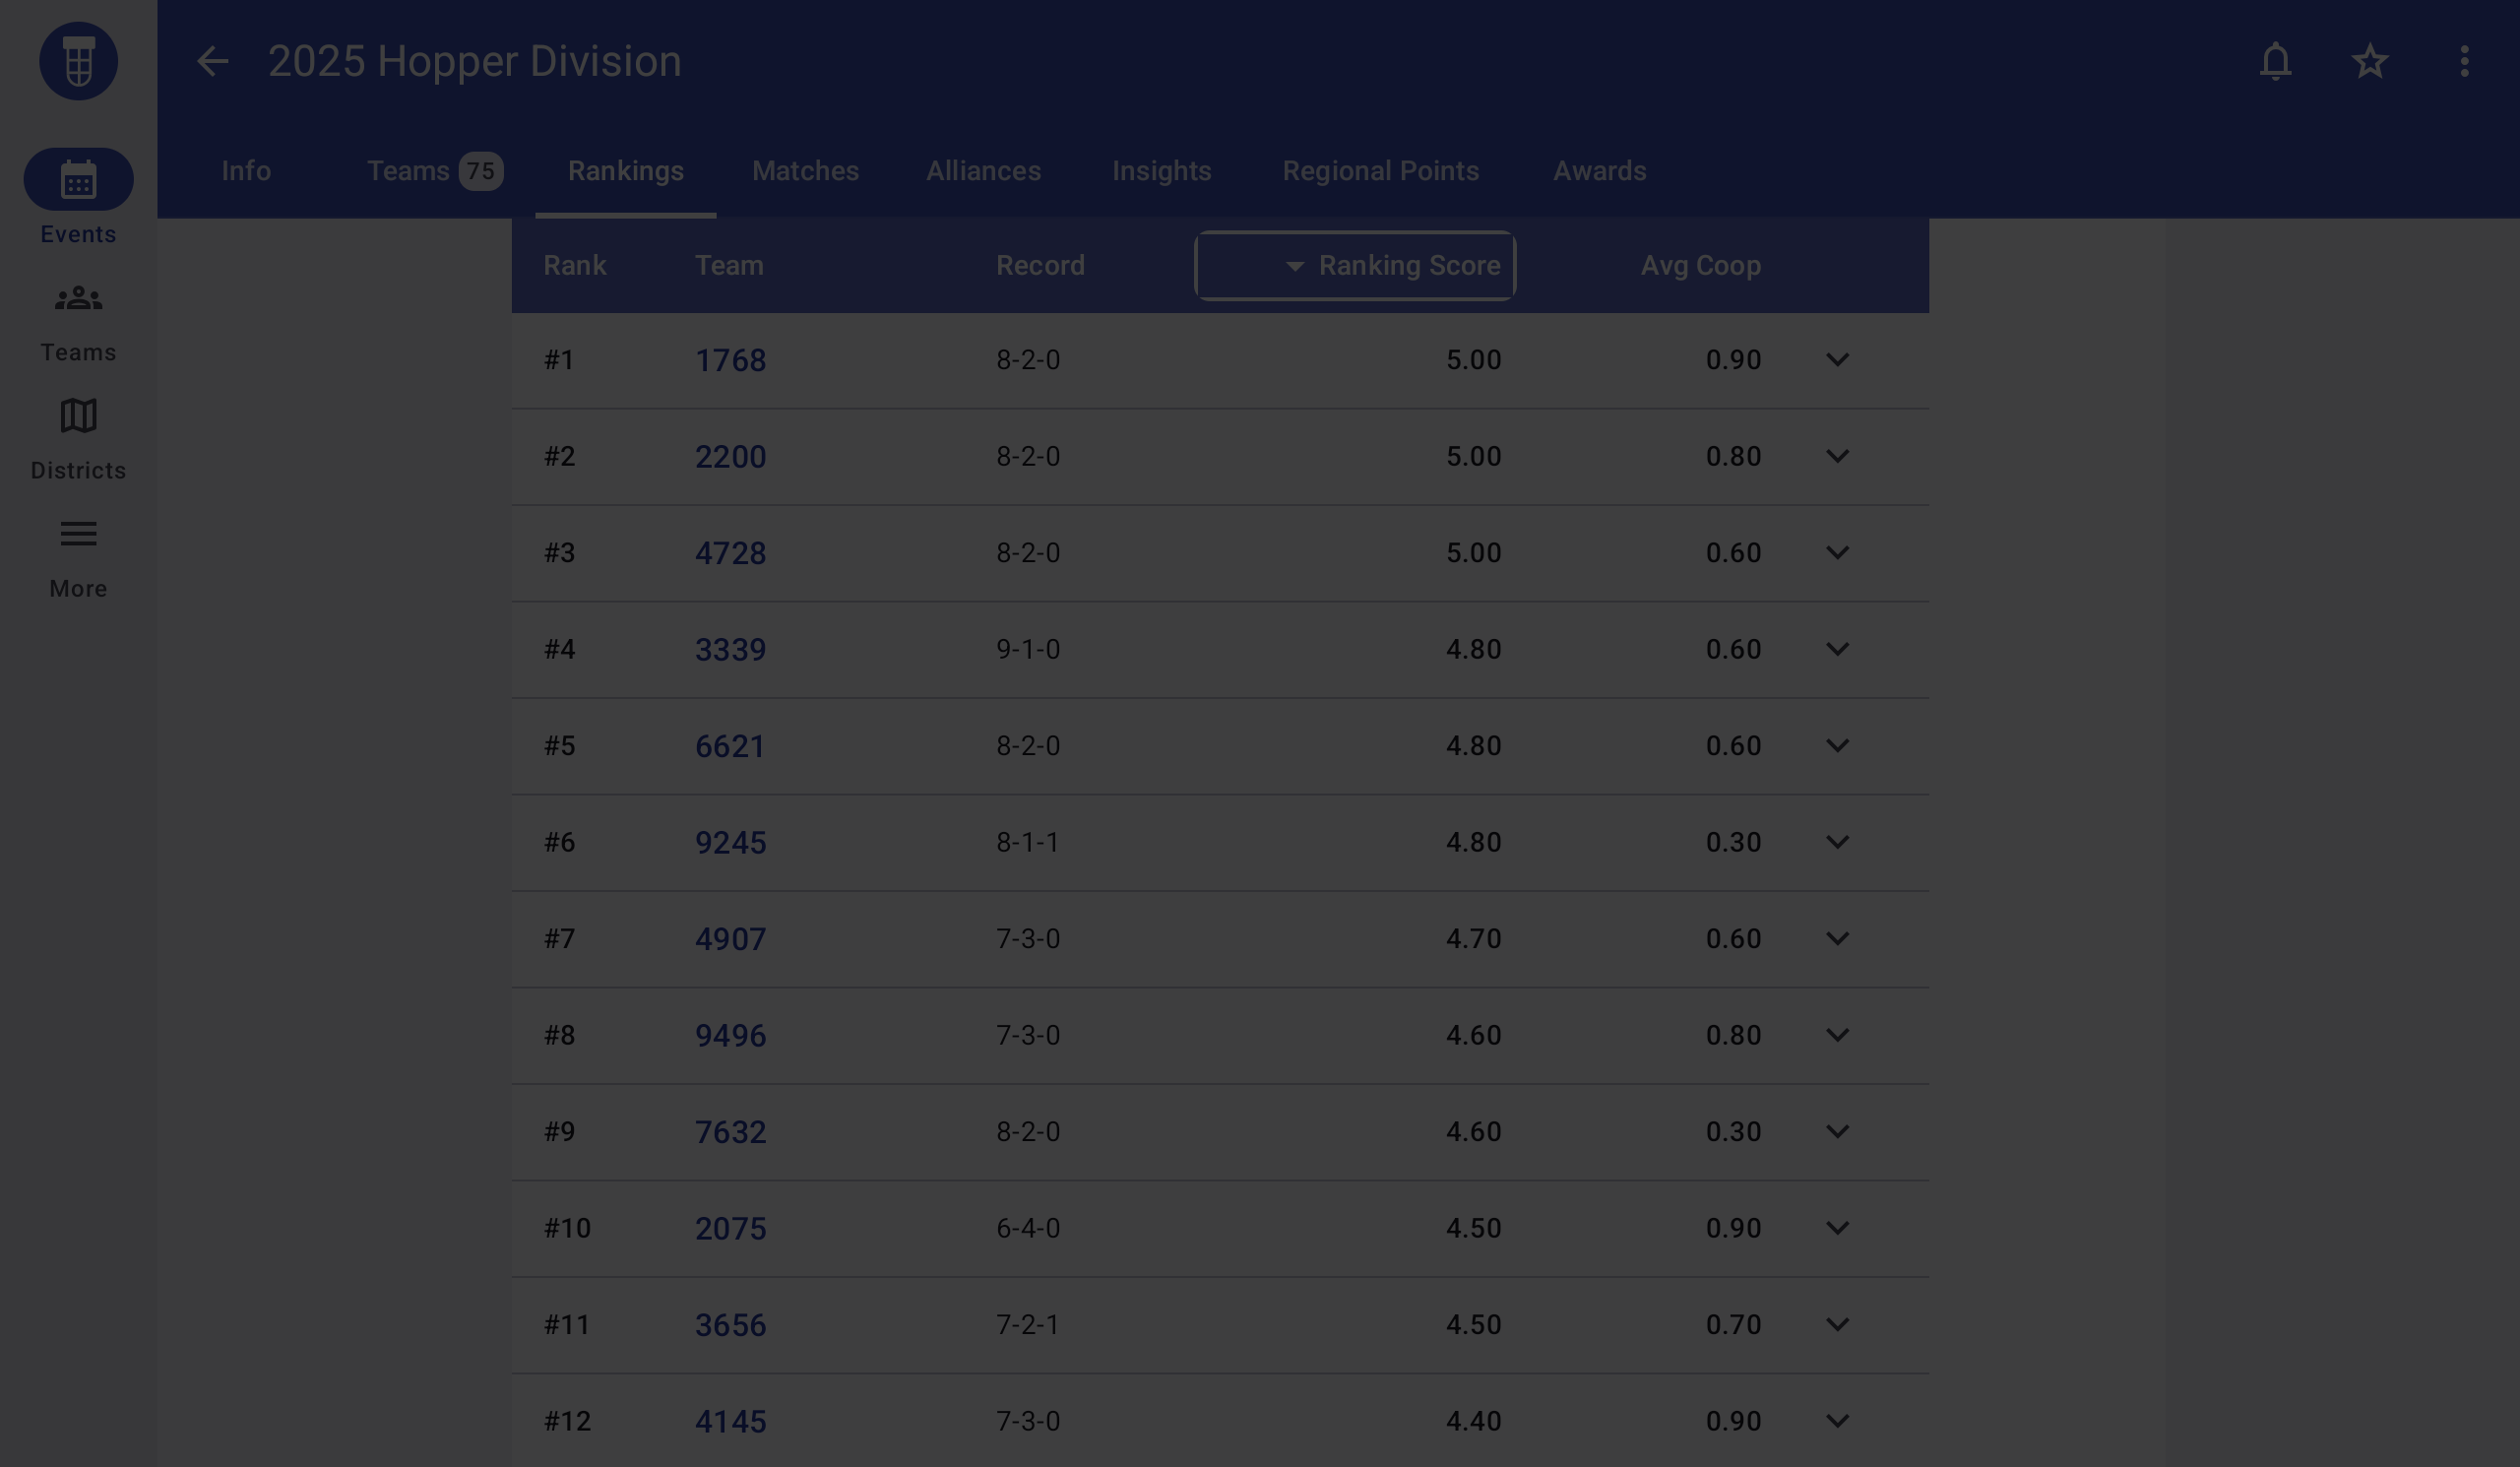 2025 Hopper Division
Info Teams 75 Rankings Matches Alliances Insights Regional Points Awards
Events
Teams
Districts
More
Rank Team Record Ranking Score Avg Coop
#1 1768 8-2-0 5.00 0.90
#2 2200 8-2-0 5.00 0.80
#3 4728 8-2-0 5.00 0.60
#4 3339 9-1-0 4.80 0.60
#5 6621 8-2-0 4.80 0.60
#6 9245 8-1-1 4.80 0.30
#7 4907 7-3-0 4.70 0.60
#8 9496 7-3-0 4.60 0.80
#9 7632 8-2-0 4.60 0.30
#10 2075 6-4-0 4.50 0.90
#11 3656 7-2-1 4.50 0.70
#12 4145 7-3-0 4.40 0.90